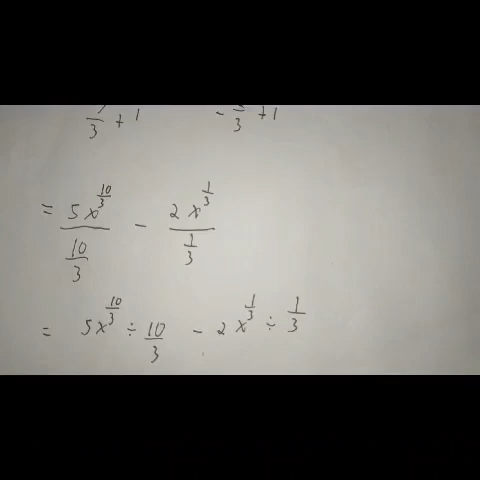 7/3 + 1 -2/3 + 1
= 5x^(10/3) / (10/3) - 2x^(1/3) / (1/3)
= 5x^(10/3) ÷ 10/3 - 2x^(1/3) ÷ 1/3